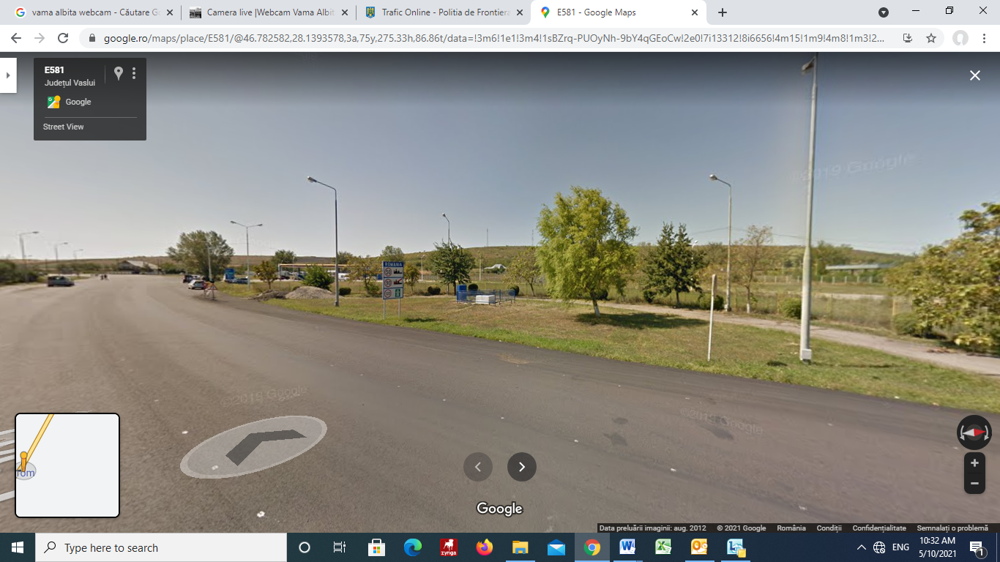 vama albita webcam - Căutare G
Camera live |Webcam Vama Albit
Trafic Online - Politia de Frontiera
E581 - Google Maps
google.ro/maps/place/E581/@46.782582,28.1393578,3a,75y,275.33h,86.86t/data=!3m6!1e1!3m4!1sBZrq-PUOyNh-9bY4qGEoCw!2e0!7i13312!8i6656!4m15!1m9!4m8!1m3!2...
E581
Județul Vaslui
Google
Street View
2019 Google
ROMANIA
©2019 Google
©2019 Google
rom
Google
Data preluării imaginii: aug. 2012 © 2021 Google România Condiții Confidențialitate Semnalați o problemă
Type here to search
zynga
ENG
10:32 AM
5/10/2021
1